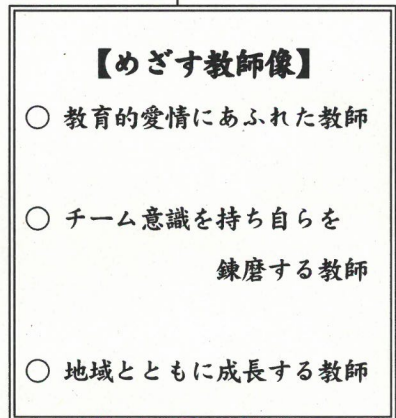 【めざす教師像】
○ 教育的愛情にあふれた教師
○ チーム意識を持ち自らを
錬磨する教師
○ 地域とともに成長する教師